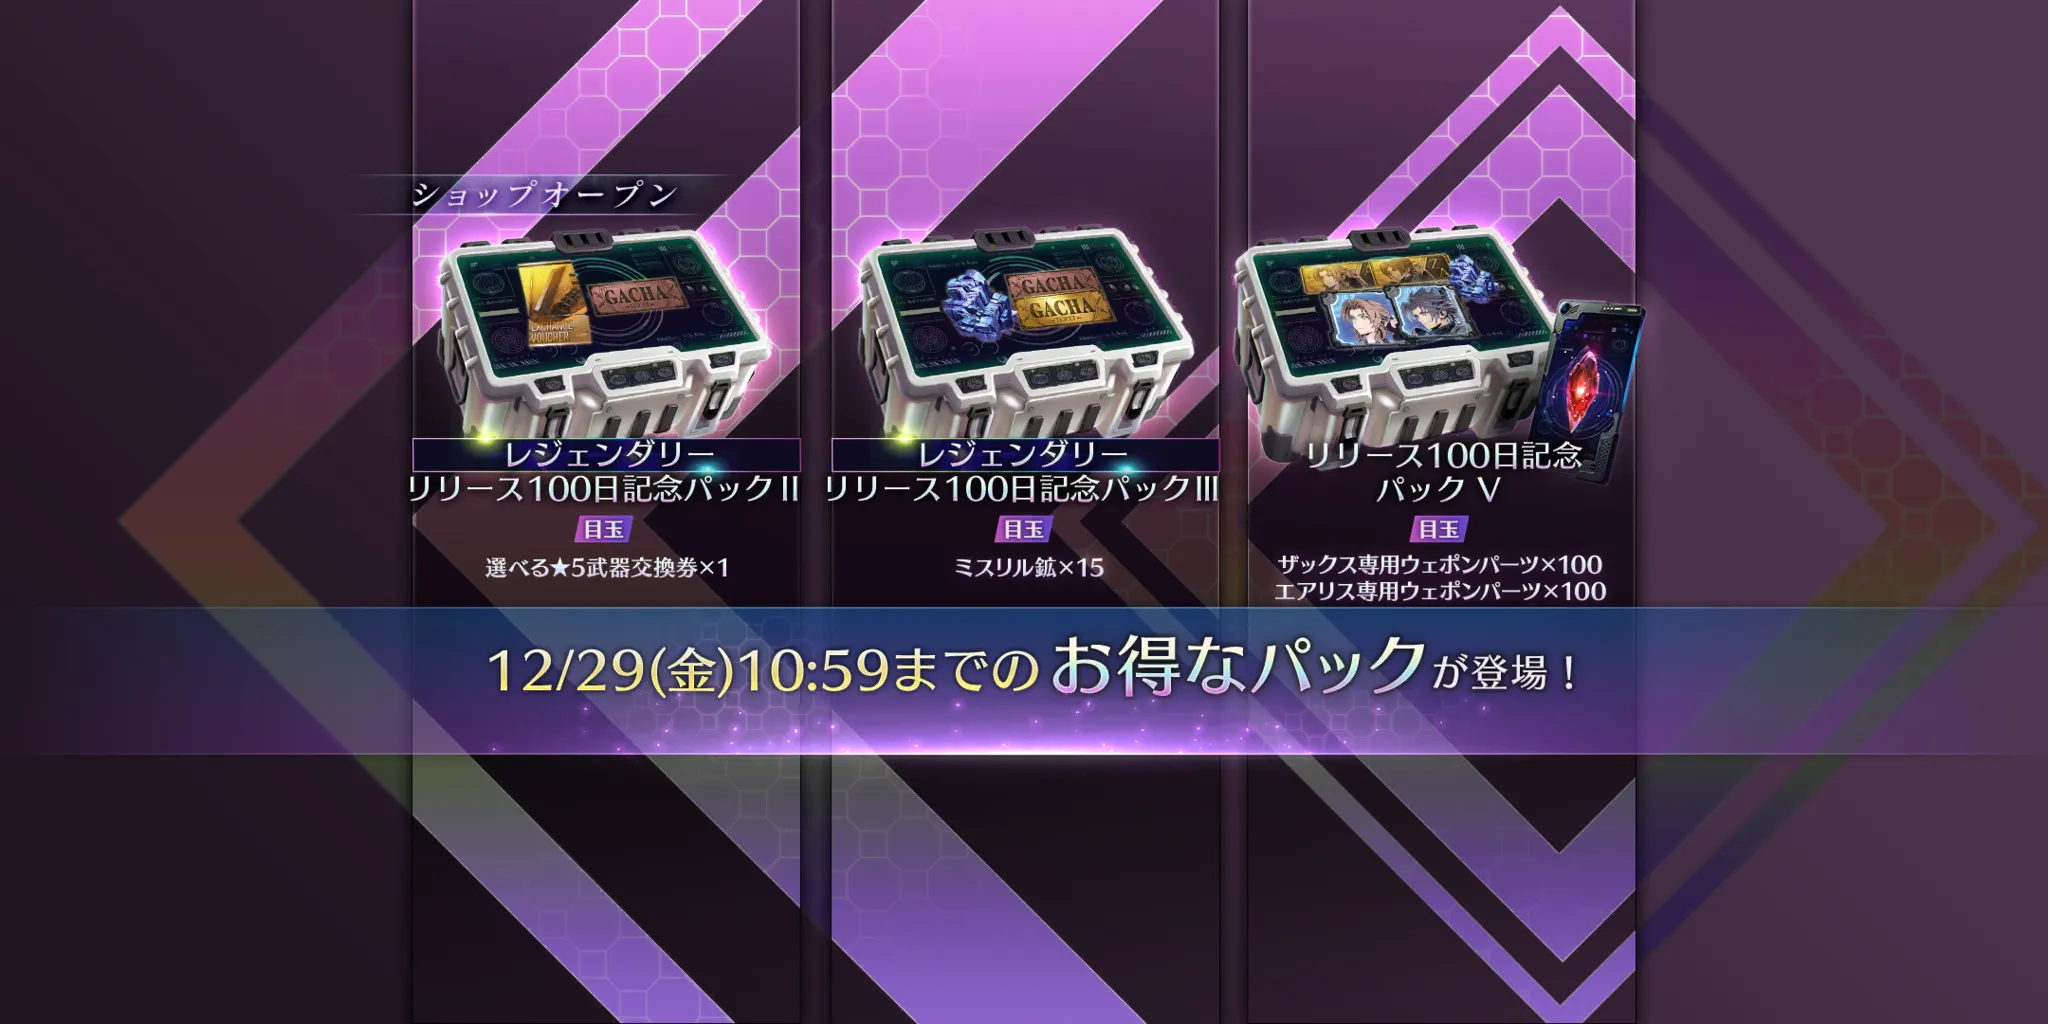 ショップオープン
EXCHANGE
VOUCHER
GACHA
GACHA
GACHA
レジェンダリー
リリース100日記念パックⅡ
目玉
選べる★5武器交換券×1
レジェンダリー
リリース100日記念パックⅢ
目玉
ミスリル鉱×15
リリース100日記念
パックⅤ
目玉
ザックス専用ウェポンパーツ×100
エアリス専用ウェポンパーツ×100
12/29(金)10:59までのお得なパックが登場！